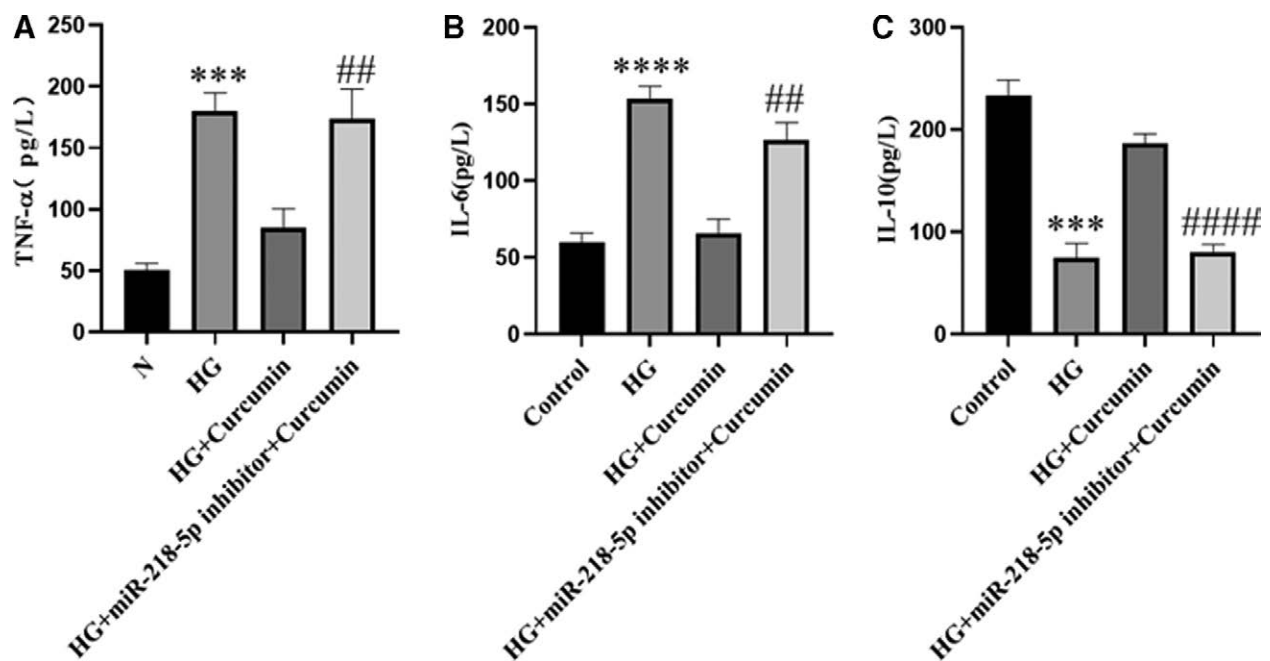 A
TNF-α( pg/L)
250
200
150
100
50
0
***
##
N
HG
HG+Curcumin
HG+miR-218-5p inhibitor+Curcumin
B
IL-6(pg/L)
200
150
100
50
0
****
##
Control
HG
HG+Curcumin
HG+miR-218-5p inhibitor+Curcumin
C
IL-10(pg/L)
300
200
100
0
***
####
Control
HG
HG+Curcumin
HG+miR-218-5p inhibitor+Curcumin